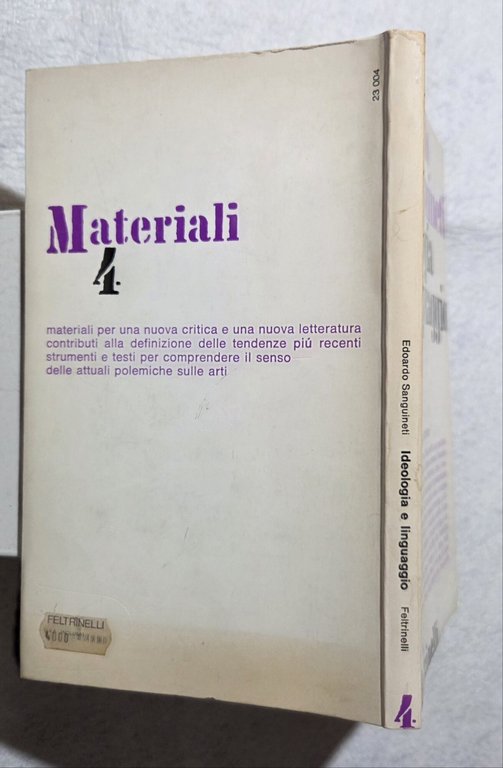 Materiali
4
materiali per una nuova critica e una nuova letteratura
contributi alla definizione delle tendenze piú recenti
strumenti e testi per comprendere il senso
delle attuali polemiche sulle arti
FELTRINELLI
23 004
Edoardo Sanguineti Ideologia e linguaggio Feltrinelli
4